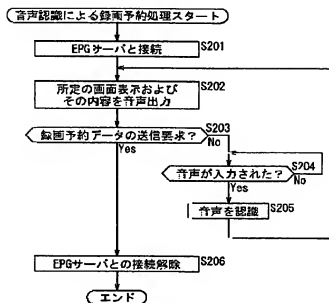 音声認識による録画予約処理スタート
EPGサーバと接続 S201
所定の画面表示および
その内容を音声出力 S202
録画予約データの送信要求? S203
Yes No
音声が入力された? S204
Yes No
音声を認識 S205
EPGサーバとの接続解除 S206
エンド